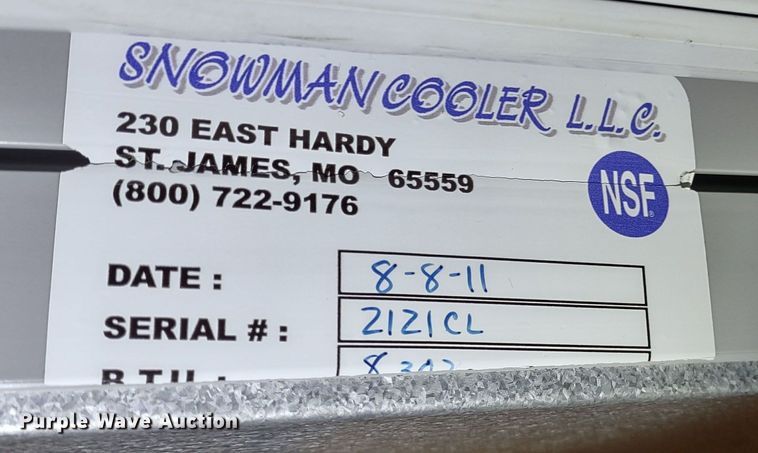 SNOWMAN COOLER L.L.C.
230 EAST HARDY
ST. JAMES, MO 65559
(800) 722-9176
NSF®
DATE : 8-8-11
SERIAL # : 2121CL
B.T.U. :
Purple Wave Auction